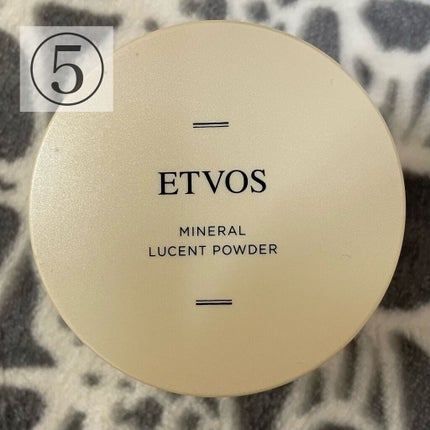 ⑤
ETVOS
MINERAL
LUCENT POWDER